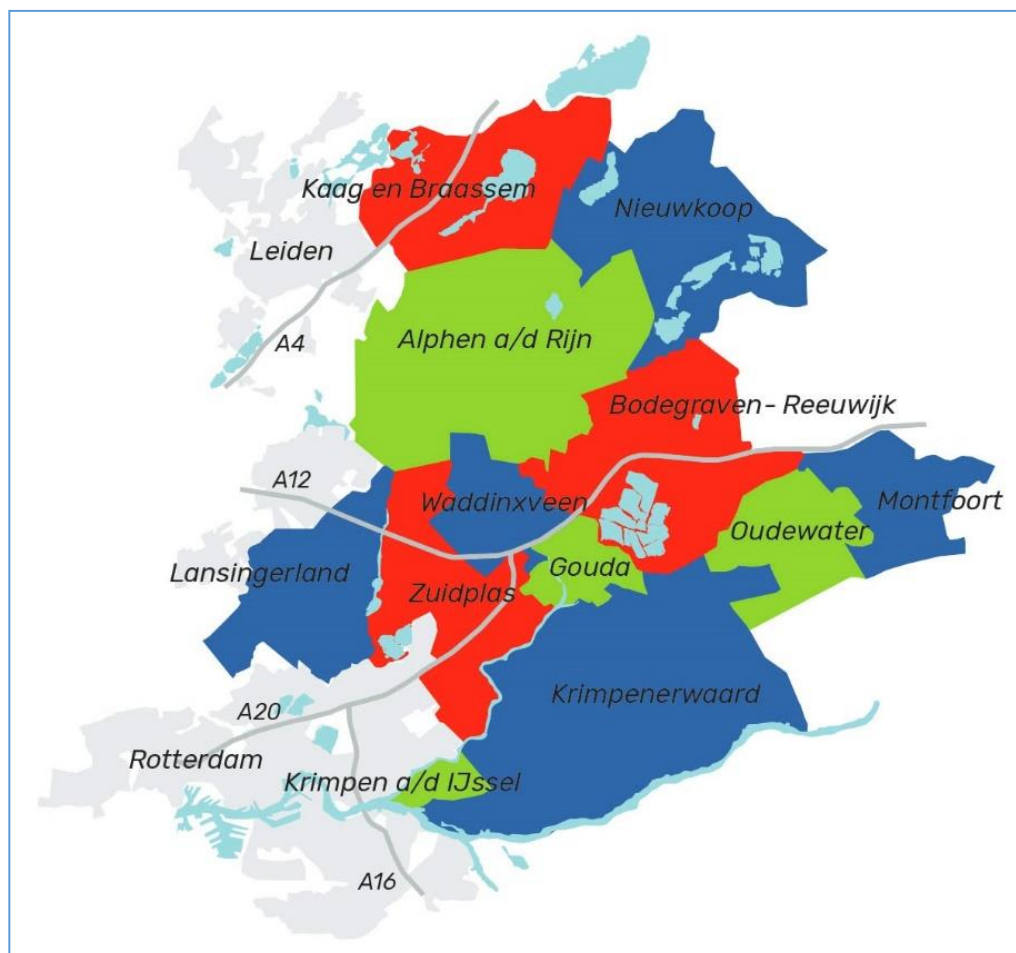 Kaag en Braassem
Nieuwkoop
Leiden
A4
Alphen a/d Rijn
Bodegraven - Reeuwijk
A12
Waddinxveen
Montfoort
Oudewater
Lansingerland
Gouda
Zuidplas
Krimpenerwaard
A20
Rotterdam
Krimpen a/d IJssel
A16